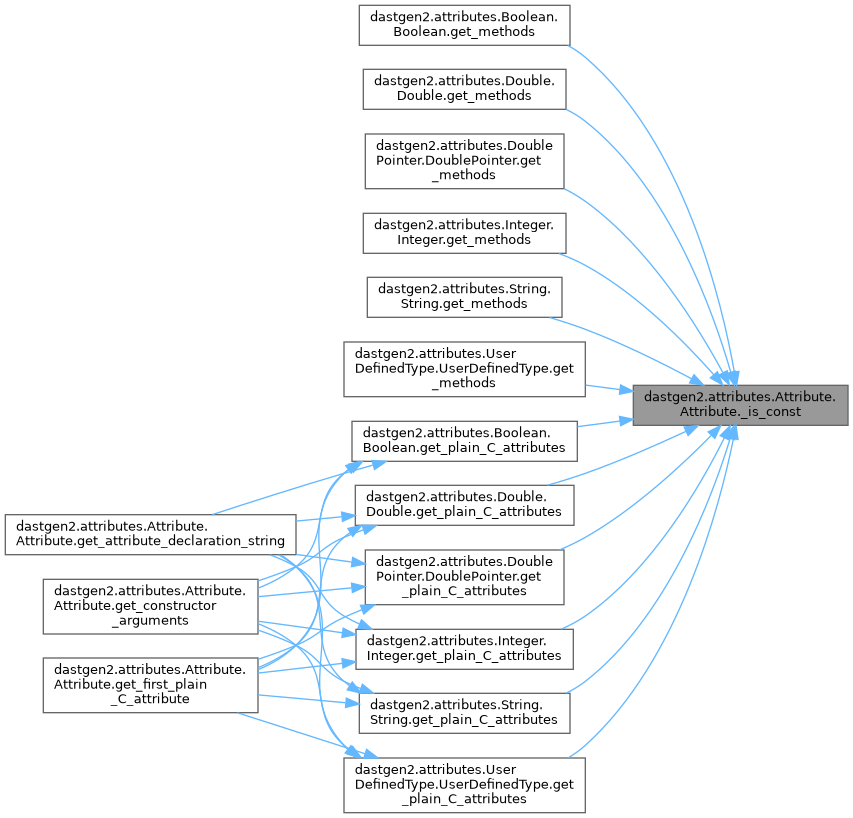 dastgen2.attributes.Boolean.
Boolean.get_methods
dastgen2.attributes.Double.
Double.get_methods
dastgen2.attributes.Double
Pointer.DoublePointer.get
_methods
dastgen2.attributes.Integer.
Integer.get_methods
dastgen2.attributes.String.
String.get_methods
dastgen2.attributes.User
DefinedType.UserDefinedType.get
_methods
dastgen2.attributes.Attribute.
Attribute._is_const
dastgen2.attributes.Boolean.
Boolean.get_plain_C_attributes
dastgen2.attributes.Double.
Double.get_plain_C_attributes
dastgen2.attributes.Attribute.
Attribute.get_attribute_declaration_string
dastgen2.attributes.Double
Pointer.DoublePointer.get
_plain_C_attributes
dastgen2.attributes.Attribute.
Attribute.get_constructor
_arguments
dastgen2.attributes.Integer.
Integer.get_plain_C_attributes
dastgen2.attributes.Attribute.
Attribute.get_first_plain
_C_attribute
dastgen2.attributes.String.
String.get_plain_C_attributes
dastgen2.attributes.User
DefinedType.UserDefinedType.get
_plain_C_attributes